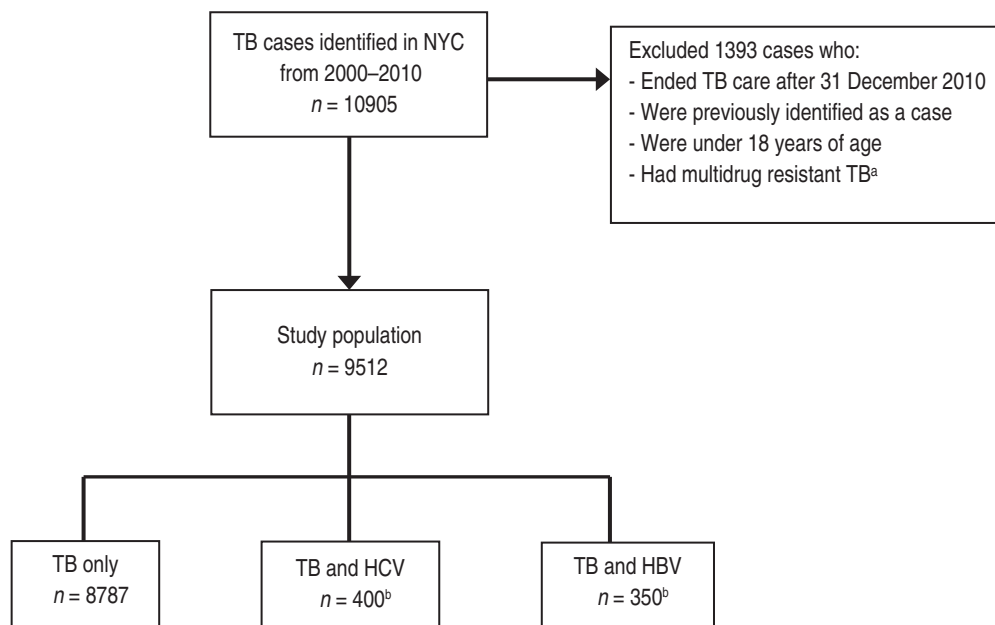 TB cases identified in NYC
from 2000–2010
n = 10905
Excluded 1393 cases who:
- Ended TB care after 31 December 2010
- Were previously identified as a case
- Were under 18 years of age
- Had multidrug resistant TBᵃ
Study population
n = 9512
TB only
n = 8787
TB and HCV
n = 400ᵇ
TB and HBV
n = 350ᵇ